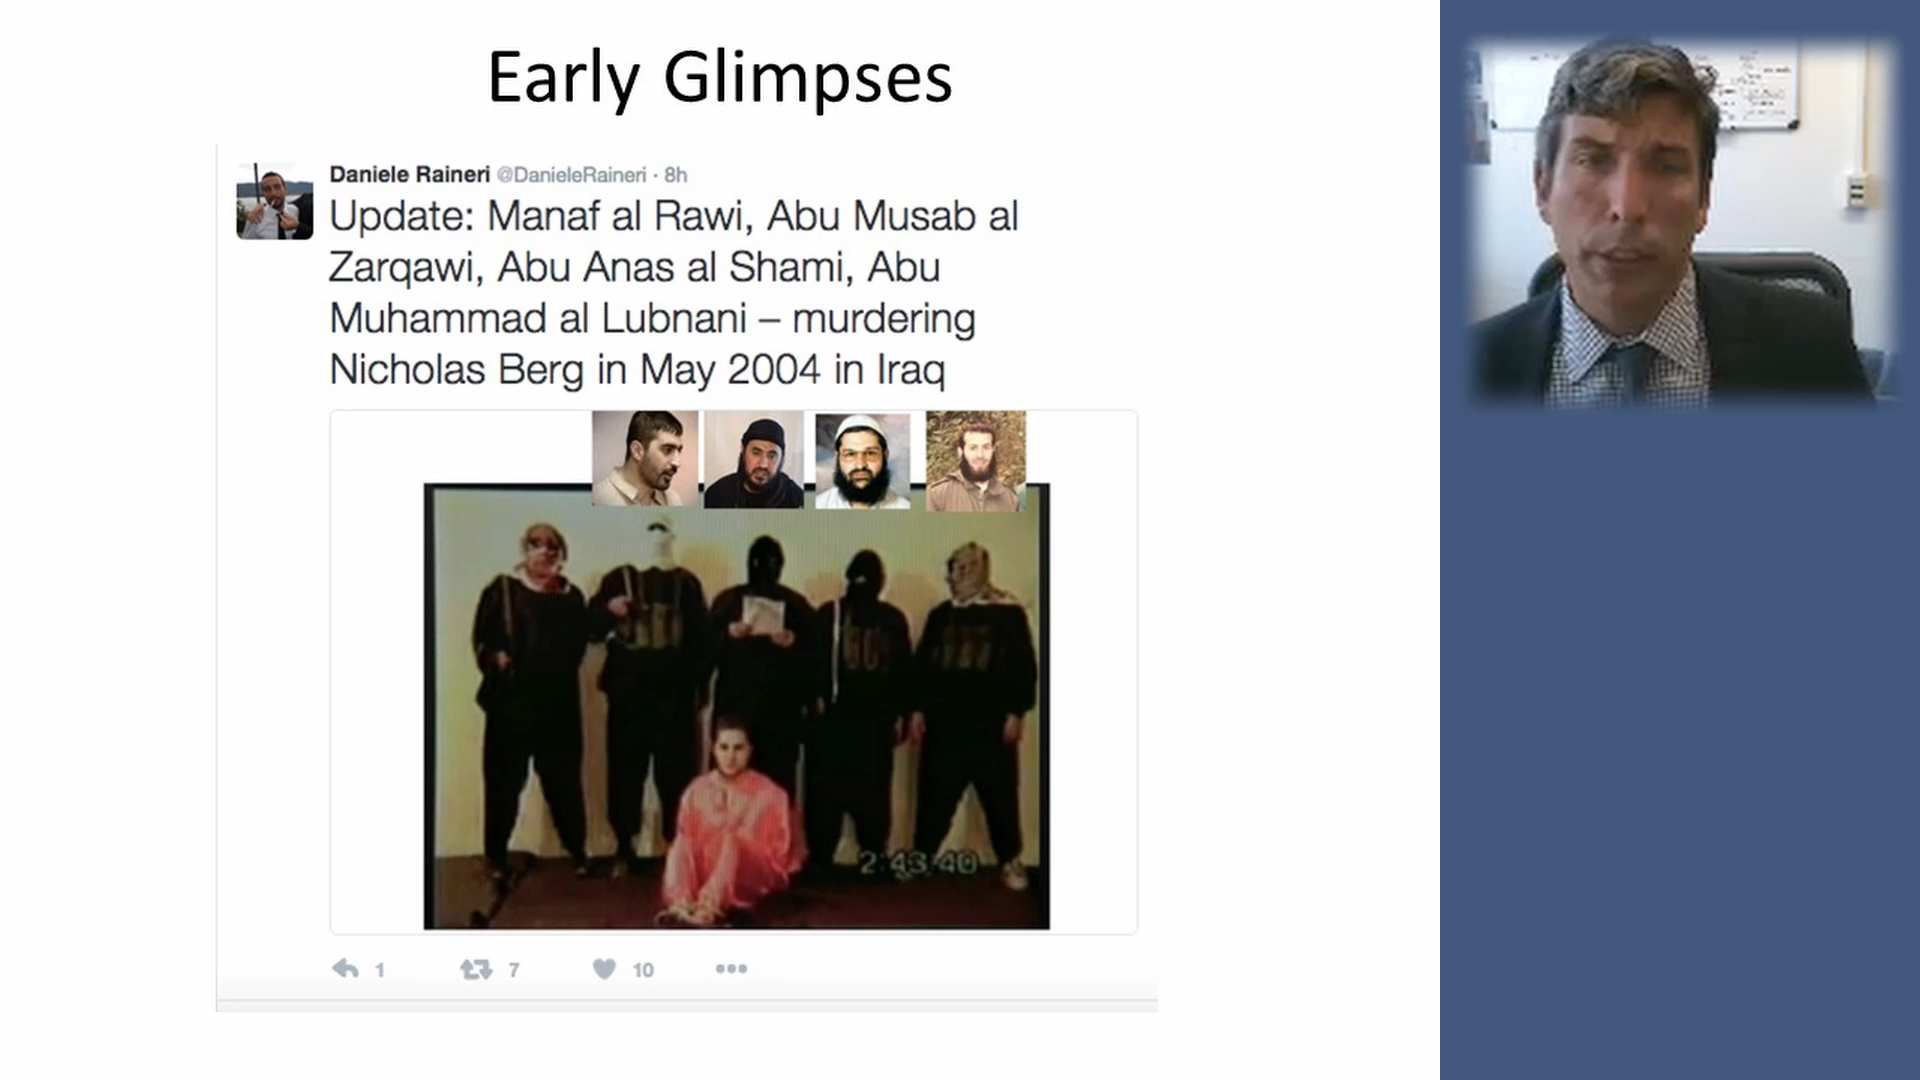 Early Glimpses
Daniele Raineri @DanieleRaineri · 8h
Update: Manaf al Rawi, Abu Musab al
Zarqawi, Abu Anas al Shami, Abu
Muhammad al Lubnani – murdering
Nicholas Berg in May 2004 in Iraq
2:43:40
1 7 10